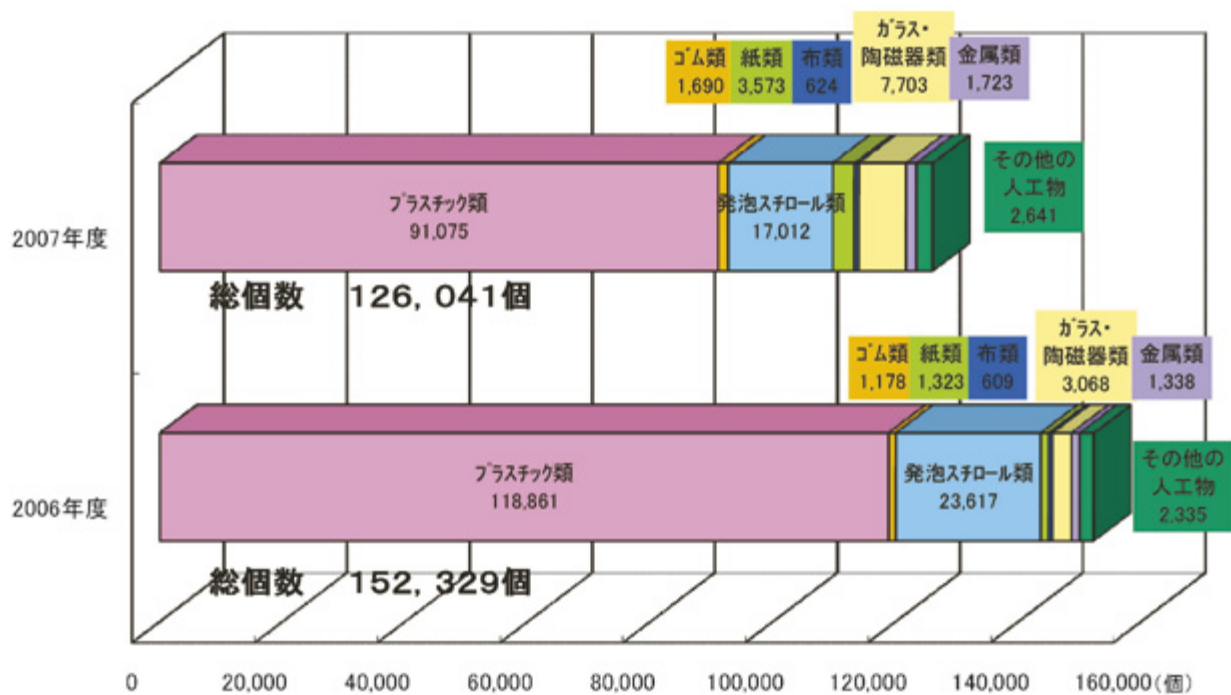 ガラス・
陶磁器類
7,703
ゴム類
1,690
紙類
3,573
布類
624
金属類
1,723
その他の
人工物
2,641
2007年度
プラスチック類
91,075
発泡スチロール類
17,012
総個数 126,041個
ガラス・
陶磁器類
3,068
ゴム類
1,178
紙類
1,323
布類
609
金属類
1,338
その他の
人工物
2,335
2006年度
プラスチック類
118,861
発泡スチロール類
23,617
総個数 152,329個
0 20,000 40,000 60,000 80,000 100,000 120,000 140,000 160,000(個)